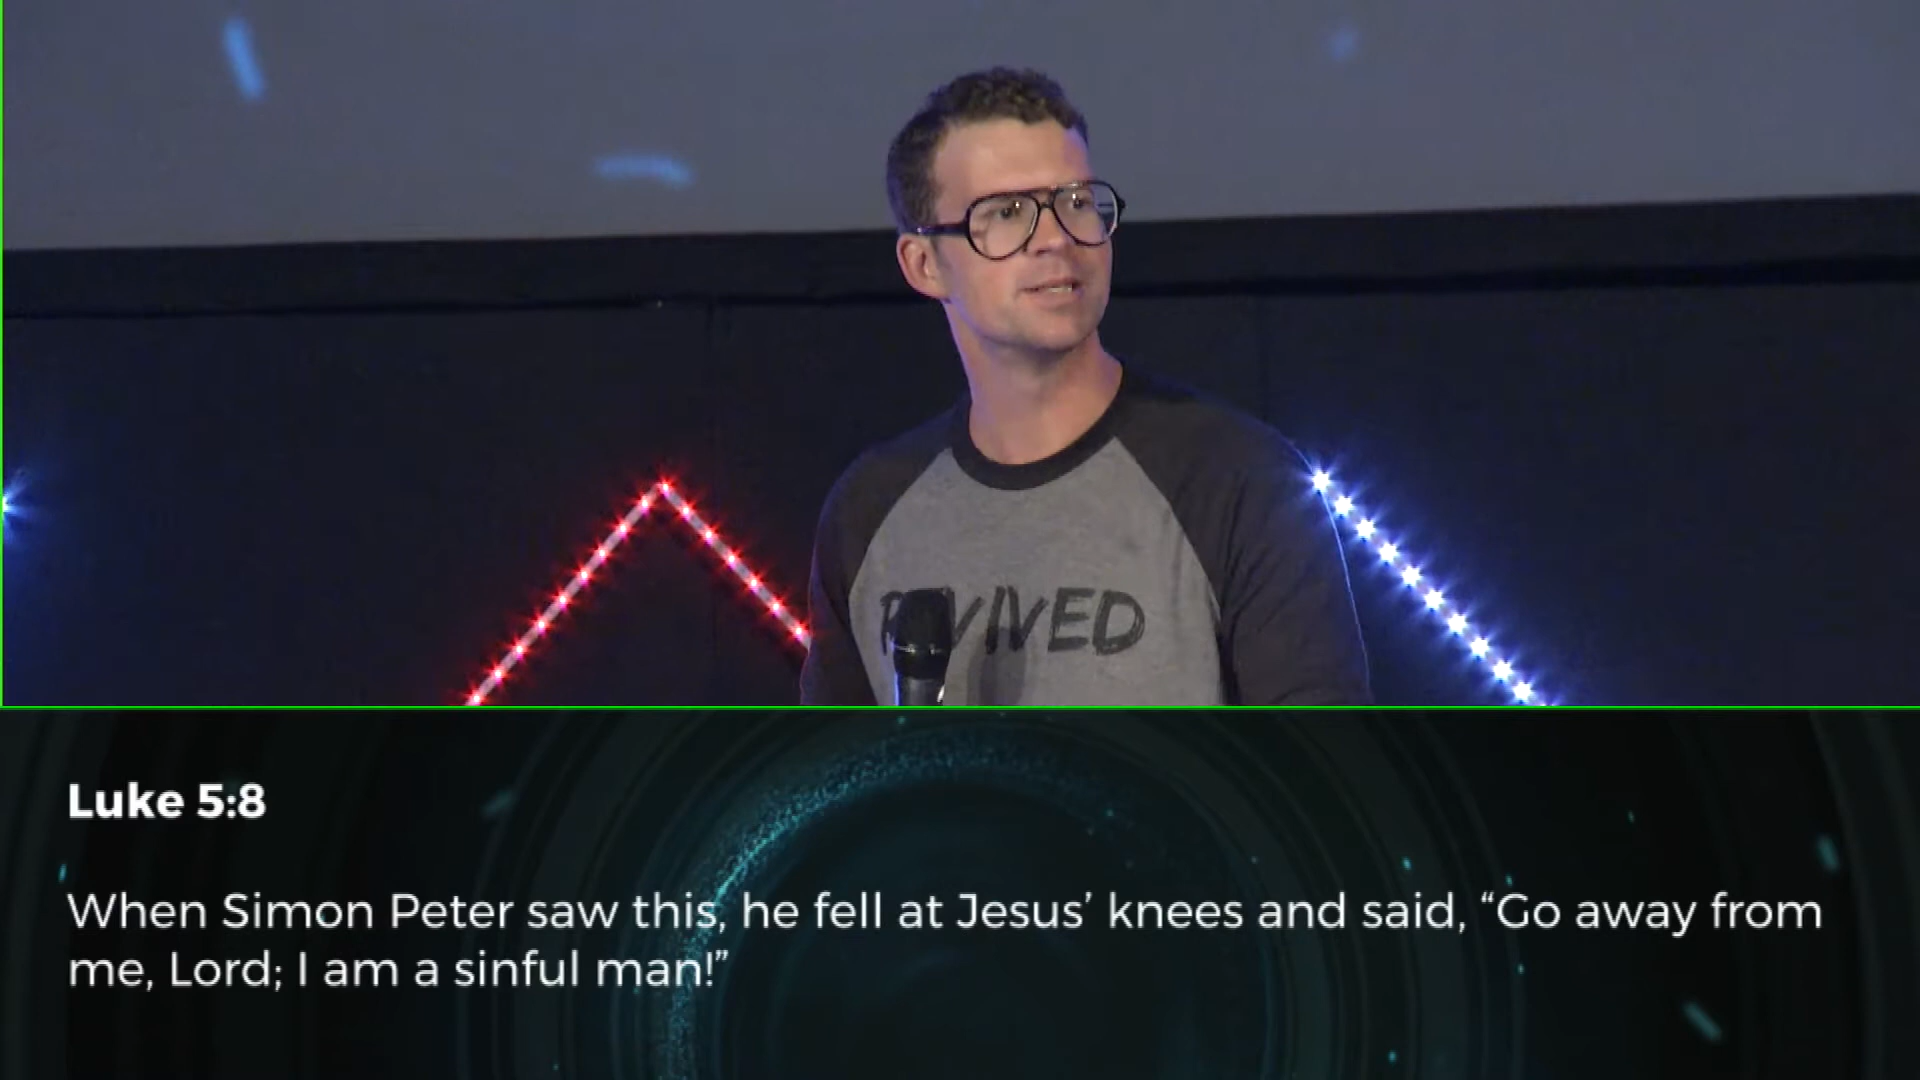 REVIVED
Luke 5:8
When Simon Peter saw this, he fell at Jesus’ knees and said, “Go away from
me, Lord; I am a sinful man!”